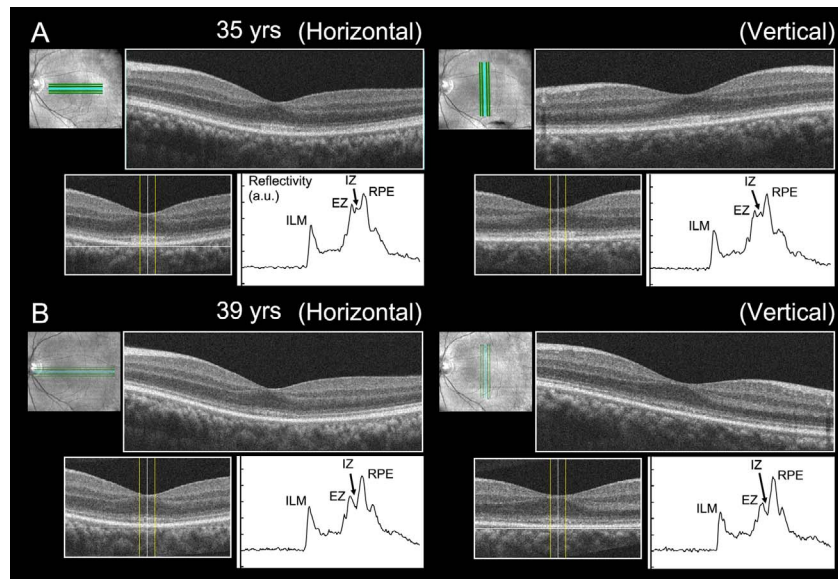 A 35 yrs (Horizontal) (Vertical)
Reflectivity
(a.u.)
IZ
RPE
EZ
ILM
IZ
RPE
EZ
ILM
B 39 yrs (Horizontal) (Vertical)
IZ
RPE
EZ
ILM
IZ
RPE
EZ
ILM